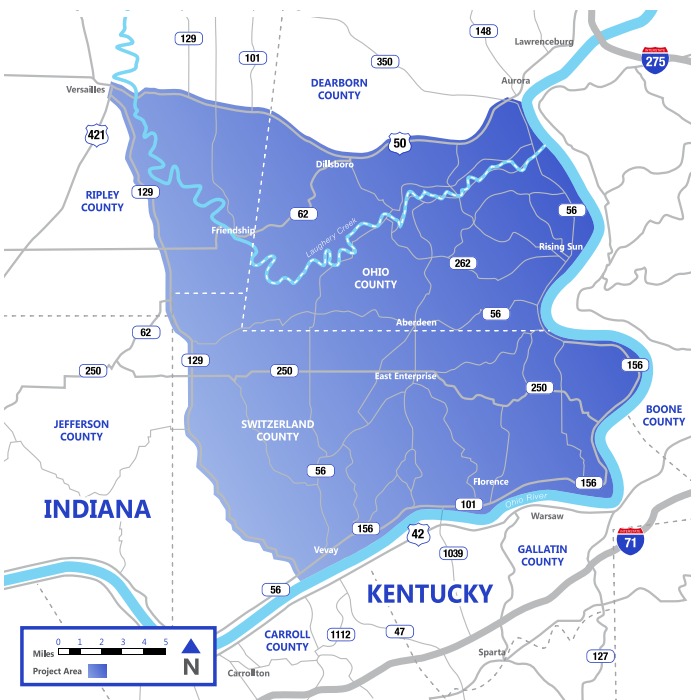 129
148
Lawrenceburg
101
350
275
DEARBORN
COUNTY
Aurora
Versailles
421
50
Dillsboro
RIPLEY
COUNTY
129
62
56
Friendship
Laughery Creek
Rising Sun
262
OHIO
COUNTY
56
Aberdeen
62
129
156
250
250
East Enterprise
250
BOONE
COUNTY
JEFFERSON
COUNTY
SWITZERLAND
COUNTY
56
Florence
156
INDIANA
101
Ohio River
Warsaw
156
42
71
Vevay
1039
GALLATIN
COUNTY
56
KENTUCKY
CARROLL
COUNTY
1112
47
Miles
0 1 2 3 4 5
N
Project Area
Sparta
127
Carrollton